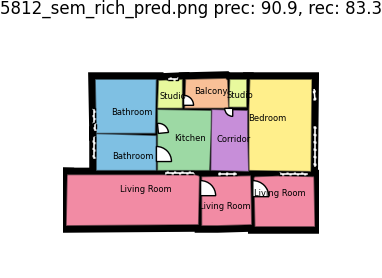 5812_sem_rich_pred.png prec: 90.9, rec: 83.3
Balcony
Studio
Studio
Bathroom
Bedroom
Kitchen
Corridor
Bathroom
Living Room
Living Room
Living Room